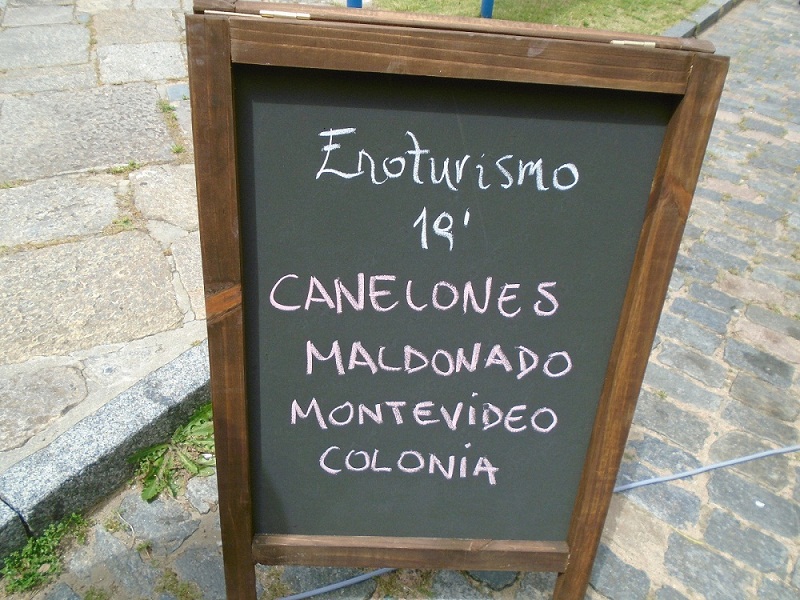 Enoturismo
19'
CANELONES
MALDONADO
MONTEVIDEO
COLONIA